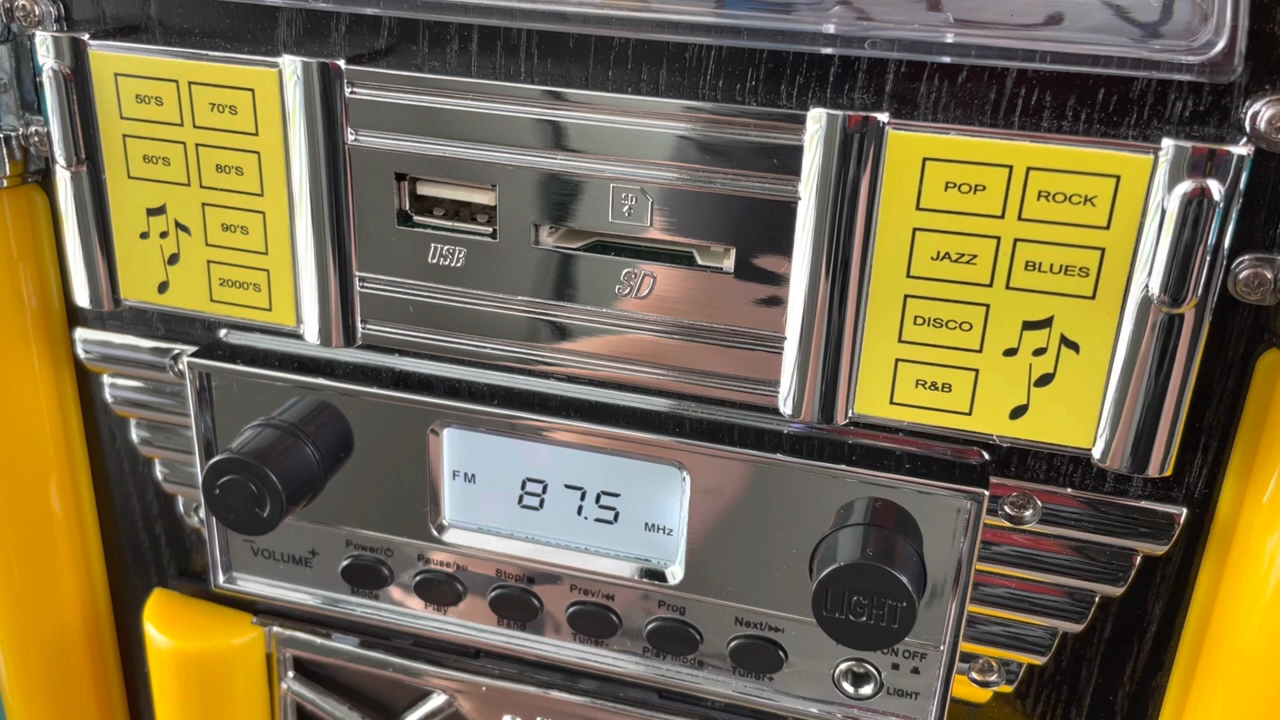 50'S
70'S
60'S
80'S
90'S
2000'S
USB
SD
SD
POP
ROCK
JAZZ
BLUES
DISCO
R&B
FM 87.5 MHz
− VOLUME +
Power/⏻
Mode
Pause/▶II
Play
Stop/■
Band
Prev/I◀◀
Tuner-
Prog
Play mode
Next/▶▶I
Tuner+
LIGHT
ON OFF
LIGHT